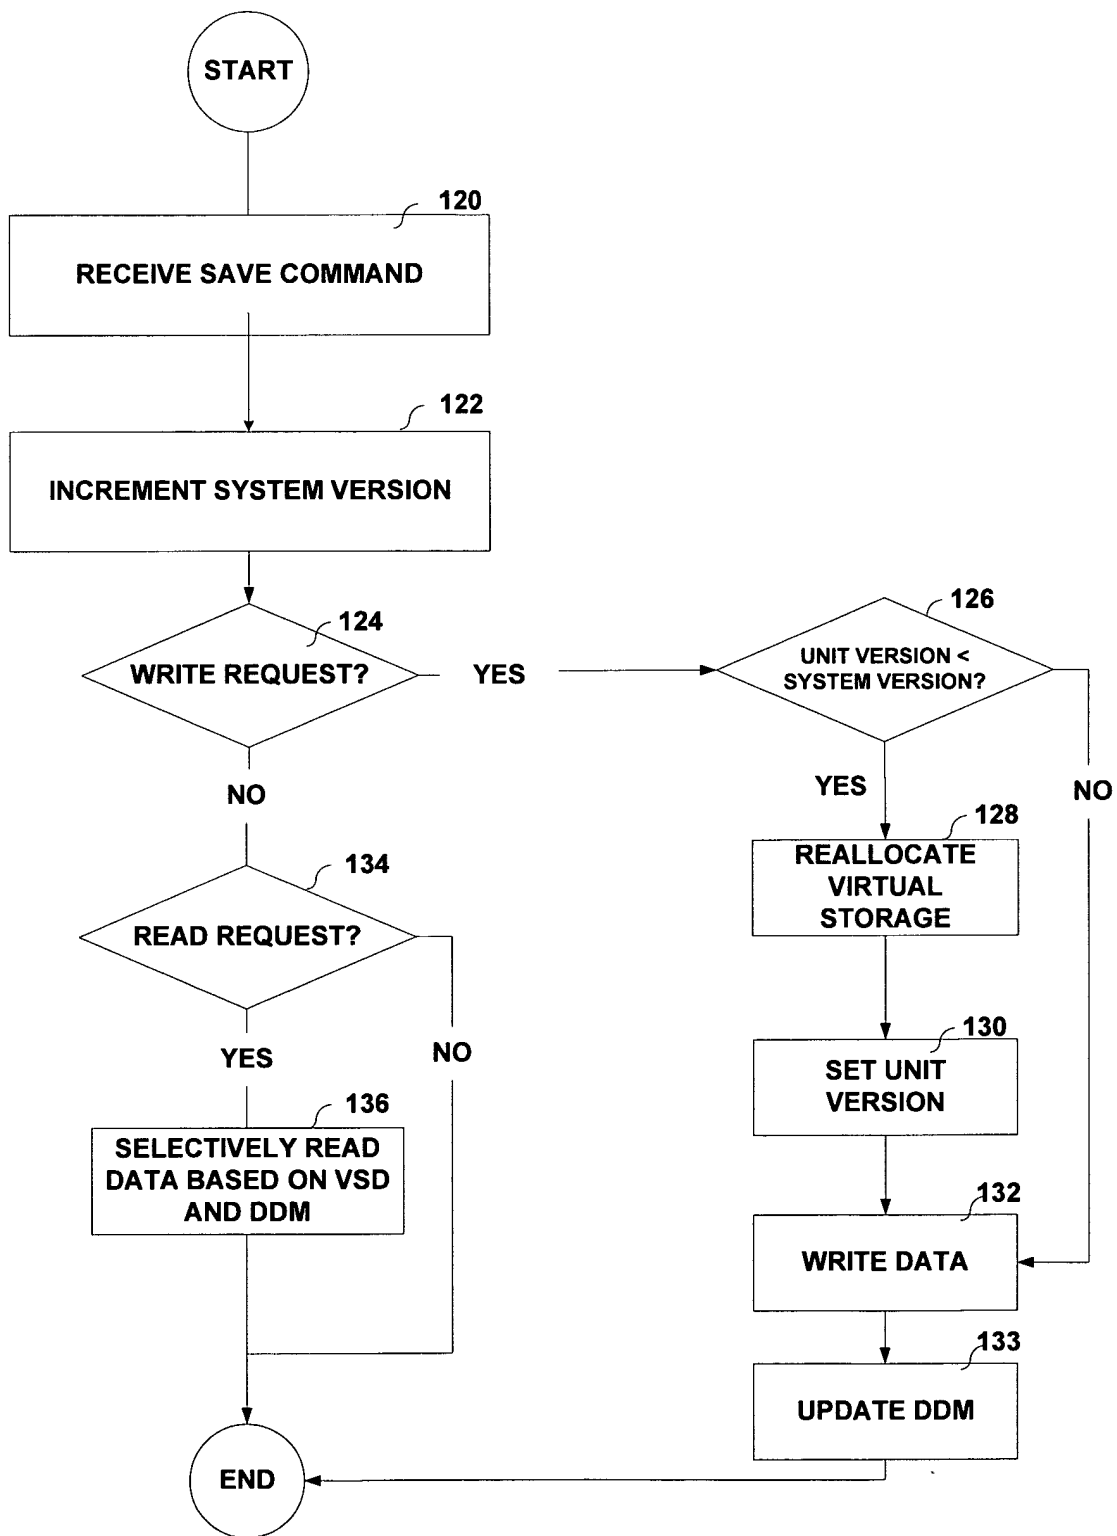 START
120
RECEIVE SAVE COMMAND
122
INCREMENT SYSTEM VERSION
124
WRITE REQUEST?
YES
126
UNIT VERSION <
SYSTEM VERSION?
NO
YES
NO
128
REALLOCATE
VIRTUAL
STORAGE
134
READ REQUEST?
YES
NO
130
SET UNIT
VERSION
136
SELECTIVELY READ
DATA BASED ON VSD
AND DDM
132
WRITE DATA
133
UPDATE DDM
END